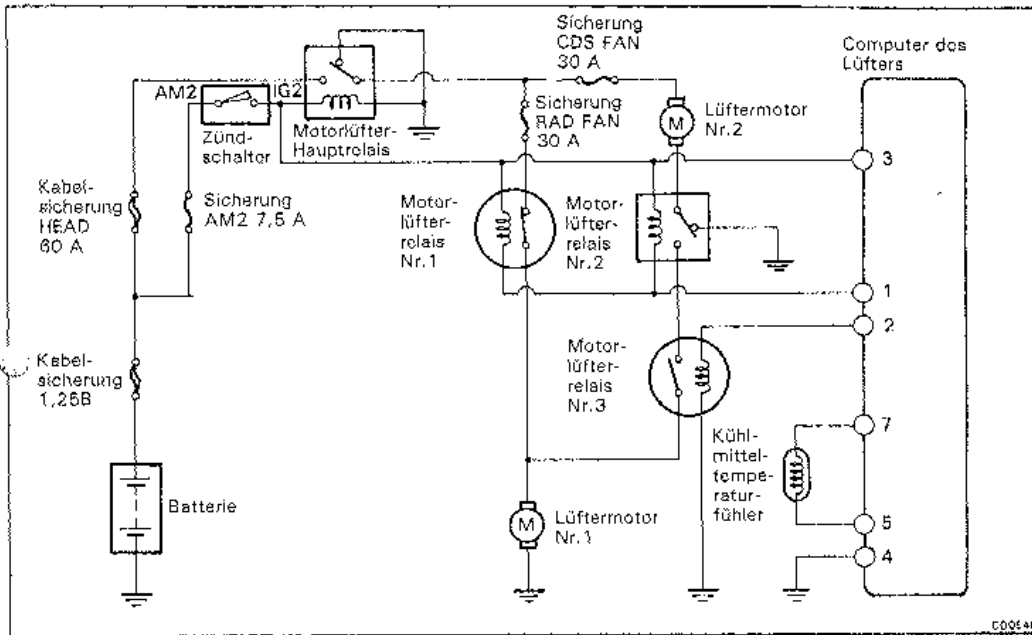 Sicherung
CDS FAN
30 A
Computer des
Lüfters
AM2
IG2
Zünd-
schalter
Motorlüfter-
Hauptrelais
Sicherung
RAD FAN
30 A
M
Lüftermotor
Nr.2
3
Kabel-
sicherung
HEAD
60 A
Sicherung
AM2 7,5 A
Motor-
lüfter-
relais
Nr.1
Motor-
lüfter-
relais
Nr.2
1
2
Kabel-
sicherung
1,25B
Motor-
lüfter-
relais
Nr.3
7
Kühl-
mittel-
tempe-
ratur-
fühler
Batterie
M
Lüftermotor
Nr.1
5
4